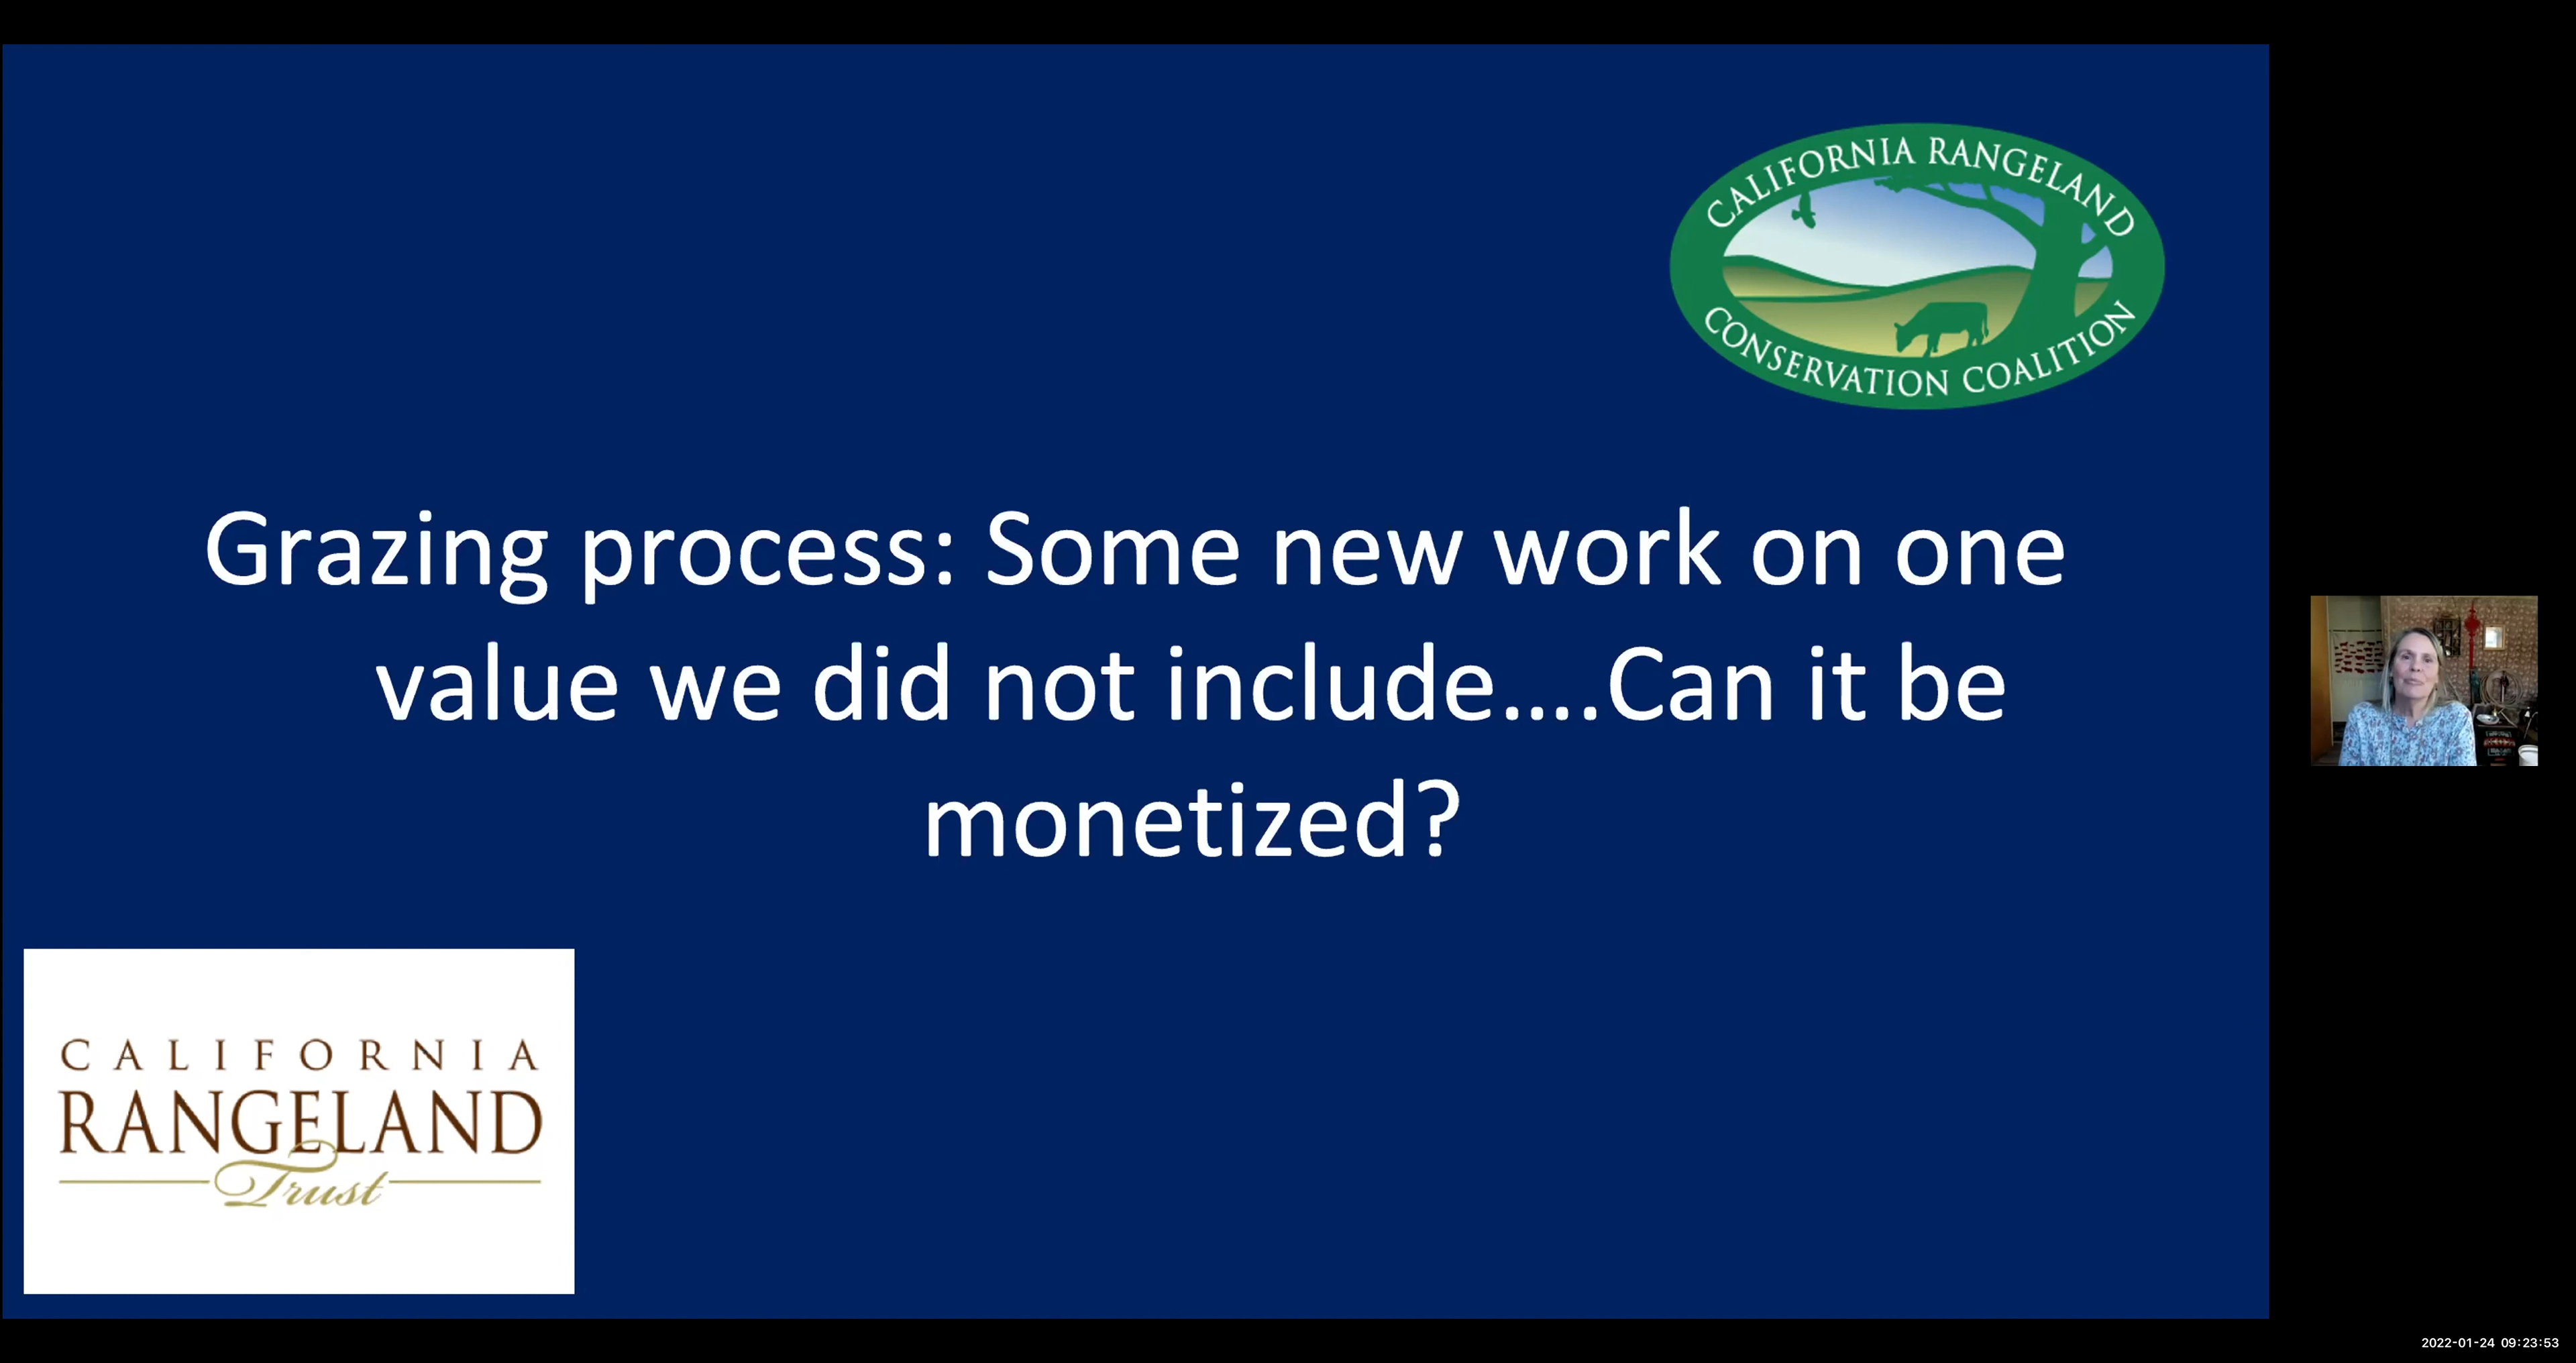 CALIFORNIA RANGELAND
CONSERVATION COALITION
Grazing process: Some new work on one
value we did not include....Can it be
monetized?
CALIFORNIA
RANGELAND
Trust
2022-01-24 09:23:53